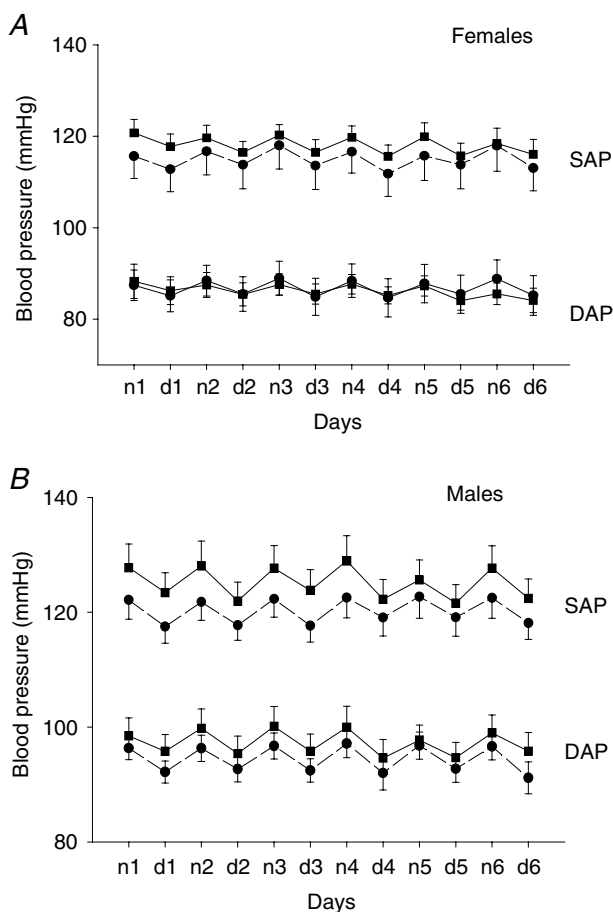 A
Females
140
120
100
80
Blood pressure (mmHg)
SAP
DAP
n1 d1 n2 d2 n3 d3 n4 d4 n5 d5 n6 d6
Days
B
Males
140
120
100
80
Blood pressure (mmHg)
SAP
DAP
n1 d1 n2 d2 n3 d3 n4 d4 n5 d5 n6 d6
Days